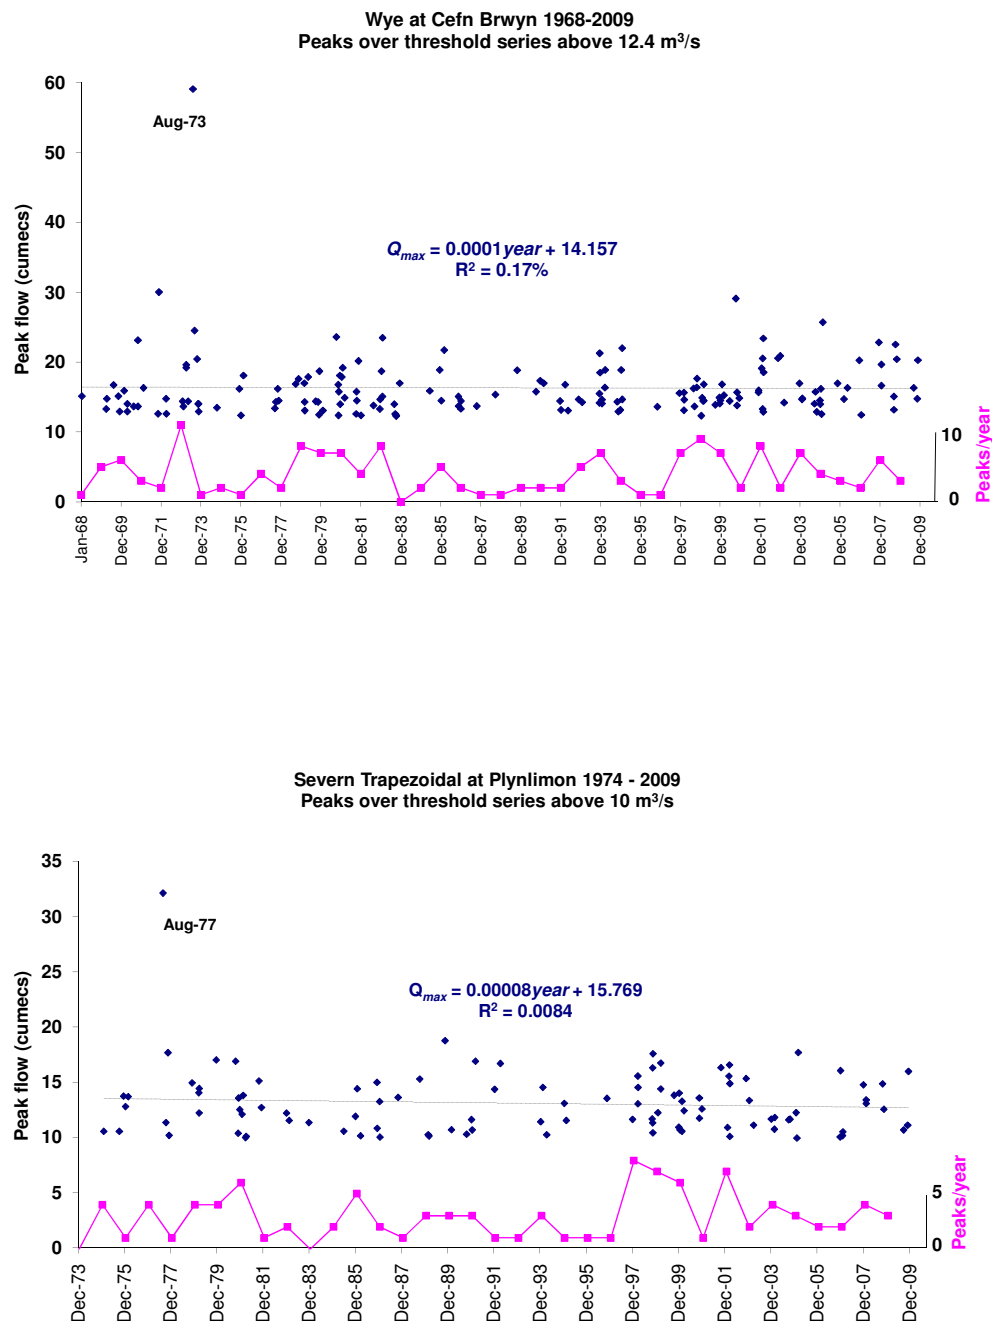 Wye at Cefn Brwyn 1968-2009
Peaks over threshold series above 12.4 m³/s
60
50
40
30
20
10
0
Peak flow (cumecs)
Aug-73
Qmax = 0.0001year + 14.157
R² = 0.17%
10
0
Peaks/year
Jan-68
Dec-69
Dec-71
Dec-73
Dec-75
Dec-77
Dec-79
Dec-81
Dec-83
Dec-85
Dec-87
Dec-89
Dec-91
Dec-93
Dec-95
Dec-97
Dec-99
Dec-01
Dec-03
Dec-05
Dec-07
Dec-09
Severn Trapezoidal at Plynlimon 1974 - 2009
Peaks over threshold series above 10 m³/s
35
30
25
20
15
10
5
0
Peak flow (cumecs)
Aug-77
Qmax = 0.00008year + 15.769
R² = 0.0084
5
0
Peaks/year
Dec-73
Dec-75
Dec-77
Dec-79
Dec-81
Dec-83
Dec-85
Dec-87
Dec-89
Dec-91
Dec-93
Dec-95
Dec-97
Dec-99
Dec-01
Dec-03
Dec-05
Dec-07
Dec-09